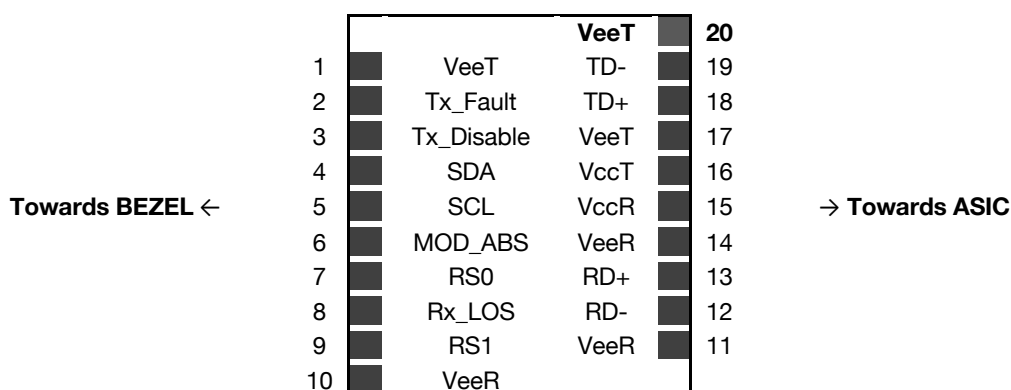 VeeT 20
1 VeeT TD- 19
2 Tx_Fault TD+ 18
3 Tx_Disable VeeT 17
4 SDA VccT 16
Towards BEZEL ← 5 SCL VccR 15 → Towards ASIC
6 MOD_ABS VeeR 14
7 RS0 RD+ 13
8 Rx_LOS RD- 12
9 RS1 VeeR 11
10 VeeR